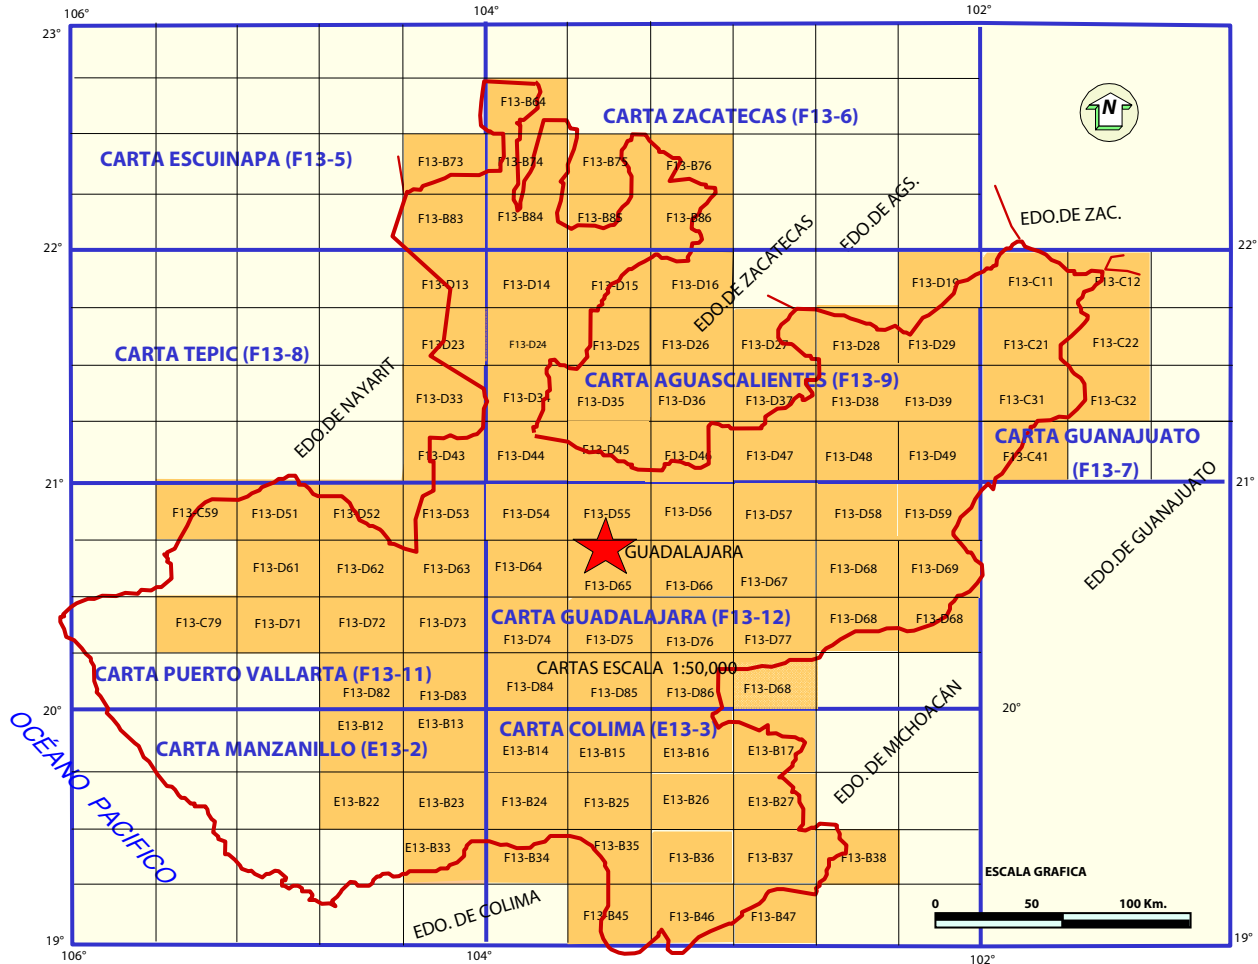 106°
104°
102°
23°
F13-B64
N
CARTA ZACATECAS (F13-6)
CARTA ESCUINAPA (F13-5)
F13-B73
F13-B74
F13-B75
F13-B76
F13-B83
F13-B84
F13-B85
F13-B86
EDO.DE AGS.
EDO.DE ZAC.
EDO.DE ZACATECAS
22°
22°
F13-D13
F13-D14
F13-D15
F13-D16
F13-D19
F13-C11
F13-C12
CARTA TEPIC (F13-8)
F13-D23
F13-D24
F13-D25
F13-D26
F13-D27
F13-D28
F13-D29
F13-C21
F13-C22
CARTA AGUASCALIENTES (F13-9)
EDO.DE NAYARIT
F13-D33
F13-D34
F13-D35
F13-D36
F13-D37
F13-D38
F13-D39
F13-C31
F13-C32
CARTA GUANAJUATO
(F13-7)
F13-D43
F13-D44
F13-D45
F13-D46
F13-D47
F13-D48
F13-D49
F13-C41
21°
21°
EDO.DE GUANAJUATO
F13-C59
F13-D51
F13-D52
F13-D53
F13-D54
F13-D55
F13-D56
F13-D57
F13-D58
F13-D59
GUADALAJARA
F13-D61
F13-D62
F13-D63
F13-D64
F13-D65
F13-D66
F13-D67
F13-D68
F13-D69
CARTA GUADALAJARA (F13-12)
F13-C79
F13-D71
F13-D72
F13-D73
F13-D74
F13-D75
F13-D76
F13-D77
F13-D68
F13-D68
CARTAS ESCALA 1:50,000
CARTA PUERTO VALLARTA (F13-11)
F13-D82
F13-D83
F13-D84
F13-D85
F13-D86
F13-D68
20°
20°
OCÉANO PACIFICO
E13-B12
E13-B13
CARTA COLIMA (E13-3)
CARTA MANZANILLO (E13-2)
E13-B14
E13-B15
E13-B16
E13-B17
EDO. DE MICHOACÁN
E13-B22
E13-B23
F13-B24
F13-B25
E13-B26
E13-B27
E13-B33
F13-B34
F13-B35
F13-B36
F13-B37
F13-B38
ESCALA GRAFICA
0 50 100 Km.
EDO. DE COLIMA
F13-B45
F13-B46
F13-B47
19°
19°
106°
104°
102°